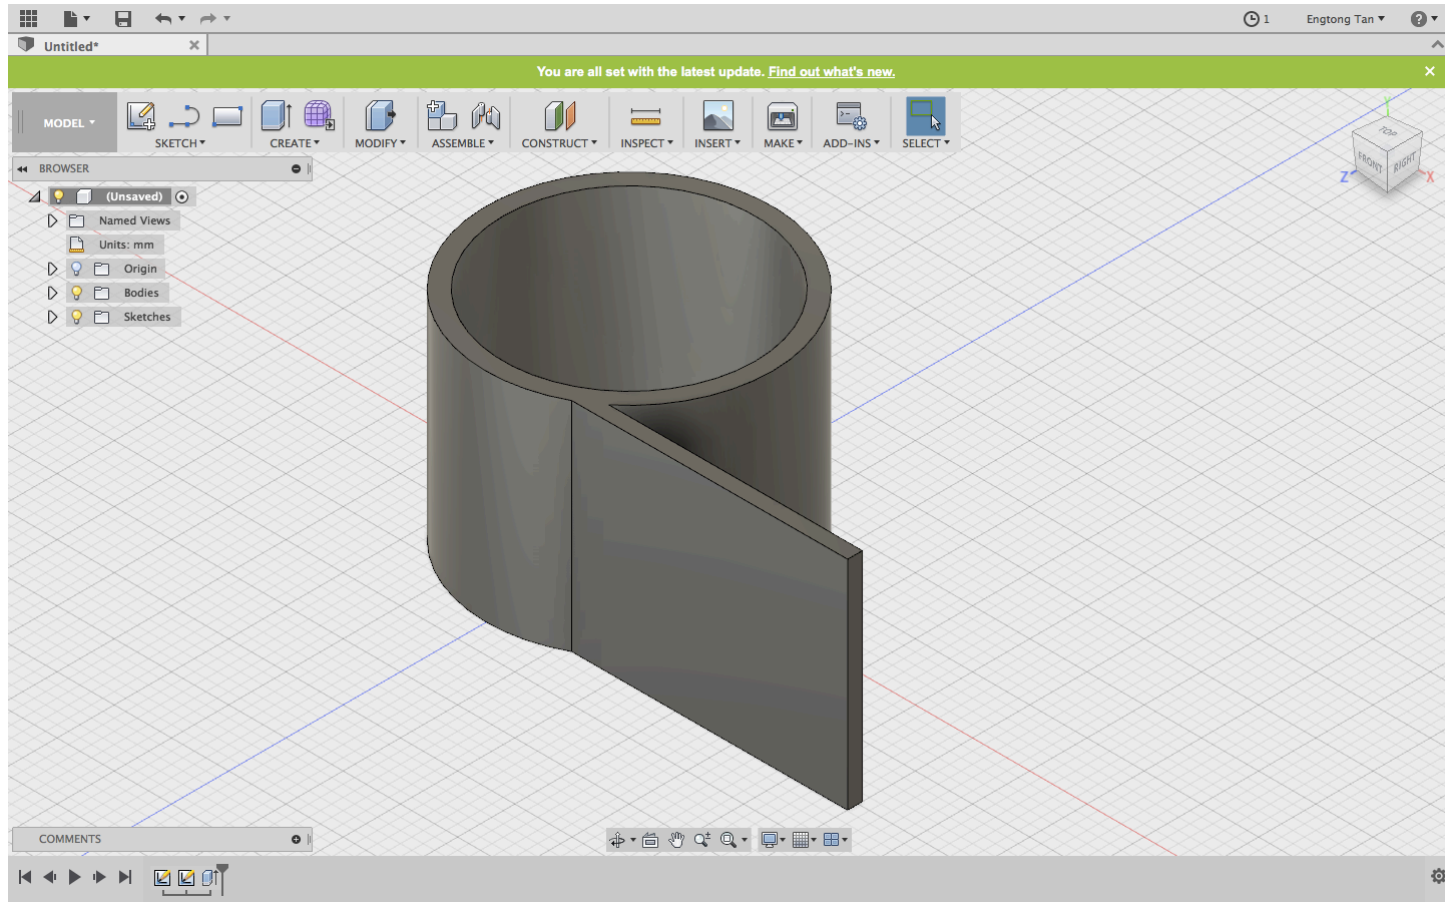 1 Engtong Tan
Untitled*
You are all set with the latest update. Find out what's new.
MODEL
SKETCH CREATE MODIFY ASSEMBLE CONSTRUCT INSPECT INSERT MAKE ADD-INS SELECT
TOP
FRONT RIGHT
Z X
BROWSER
(Unsaved)
Named Views
Units: mm
Origin
Bodies
Sketches
COMMENTS